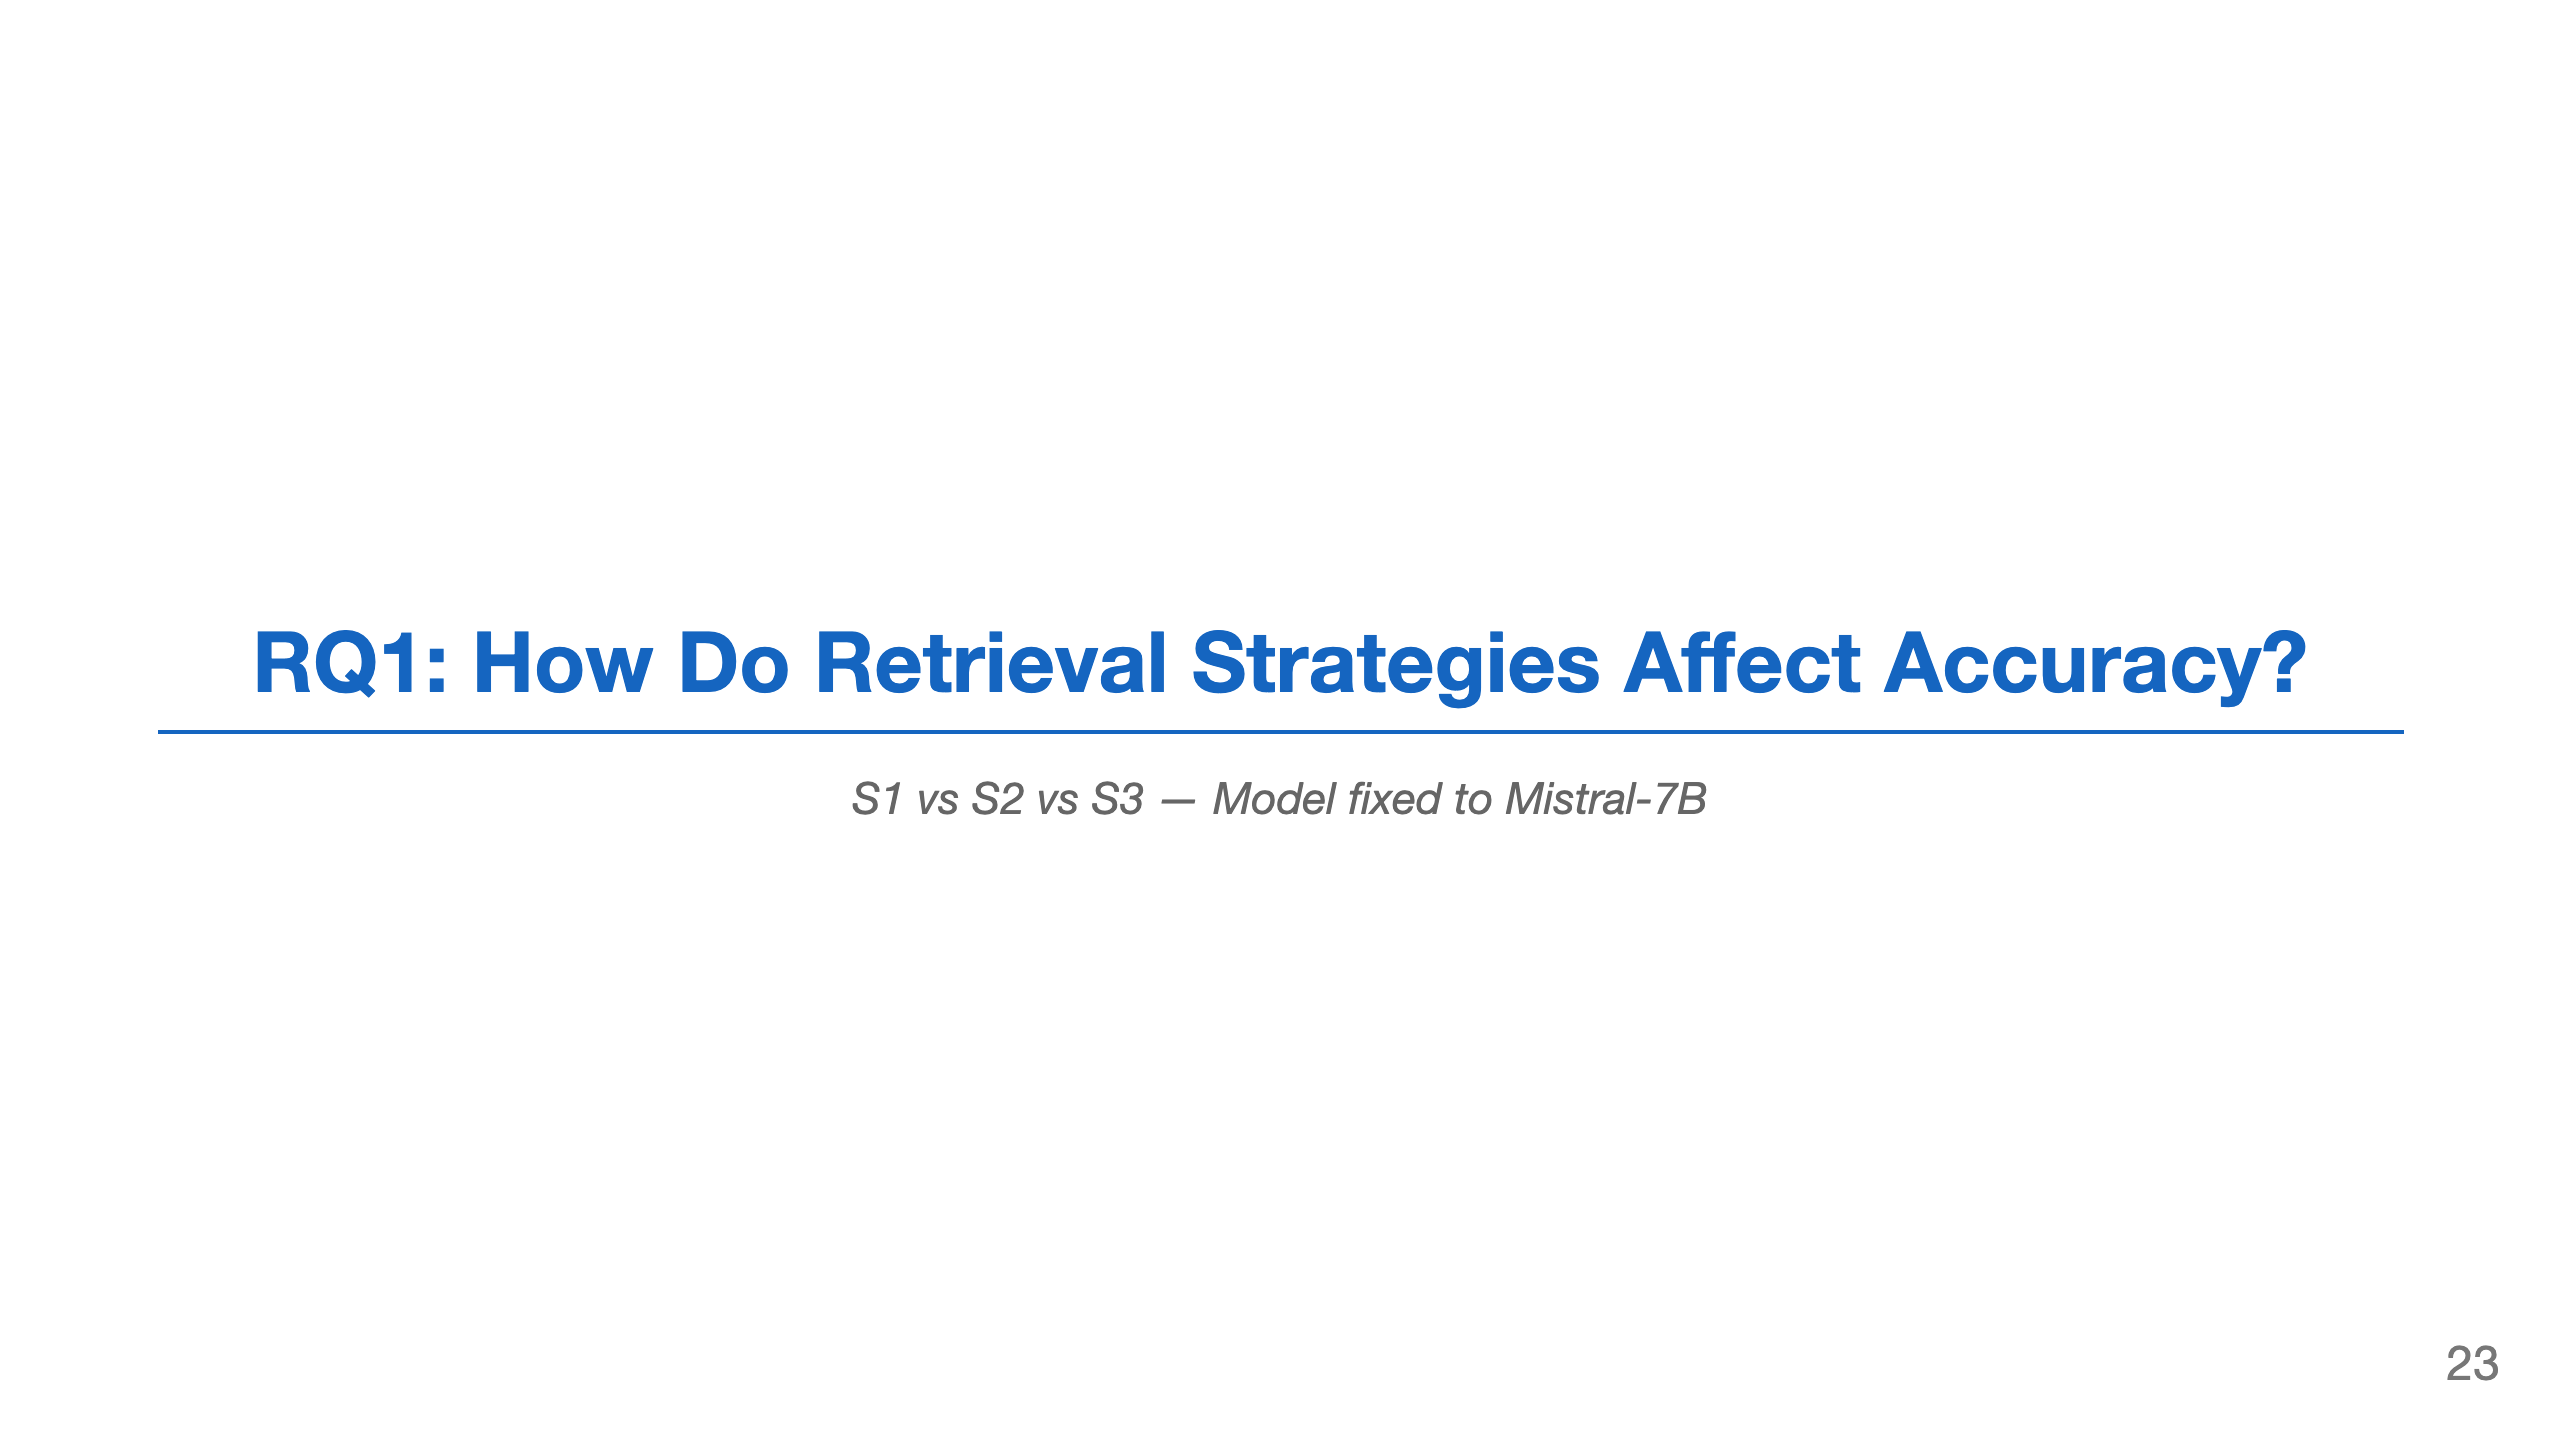 RQ1: How Do Retrieval Strategies Affect Accuracy?
S1 vs S2 vs S3 — Model fixed to Mistral-7B
23